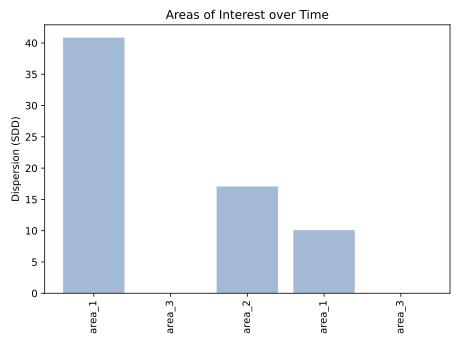 Areas of Interest over Time
Dispersion (SDD)
40
35
30
25
20
15
10
5
0
area_1
area_3
area_2
area_1
area_3